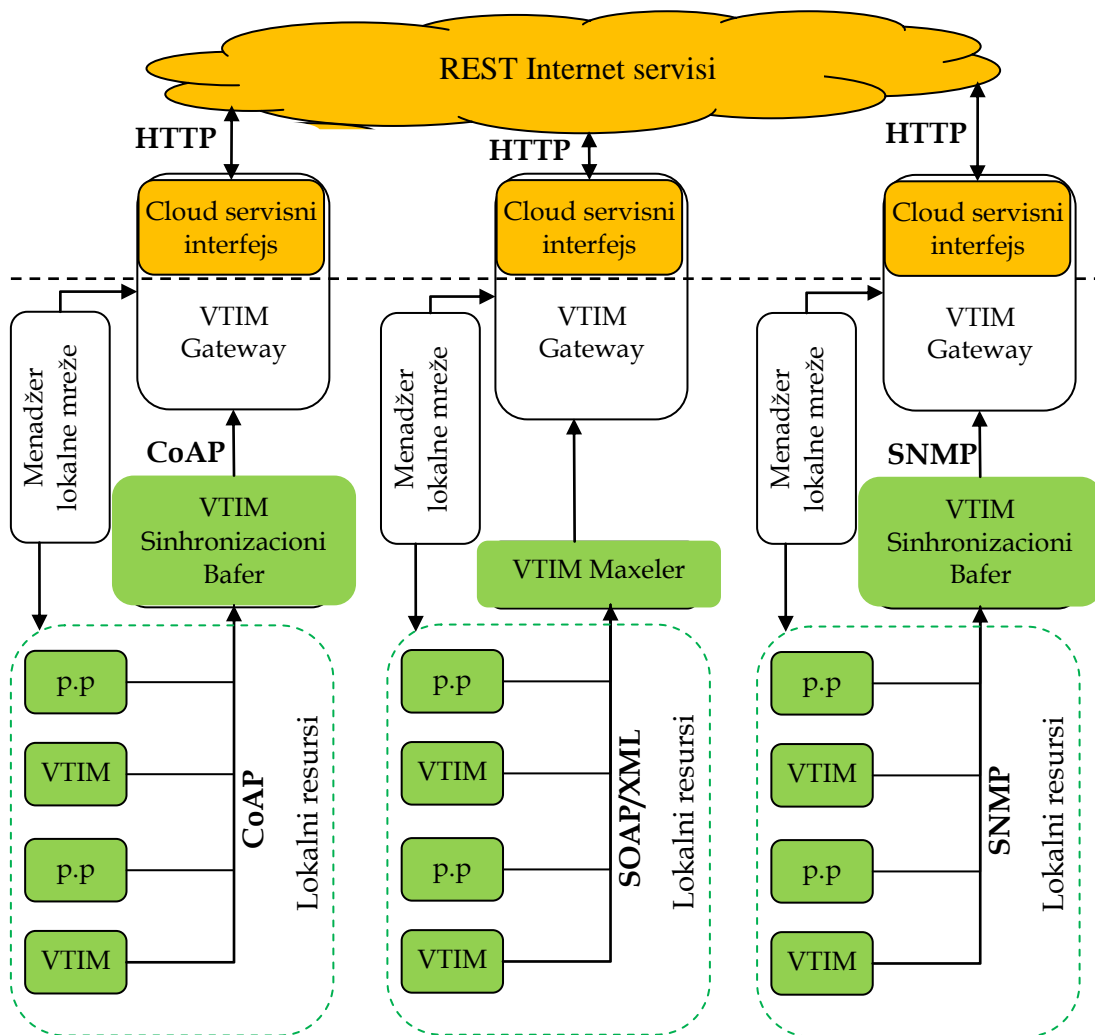 REST Internet servisi
HTTP
HTTP
HTTP
Cloud servisni
interfejs
Cloud servisni
interfejs
Cloud servisni
interfejs
VTIM
Gateway
VTIM
Gateway
VTIM
Gateway
Menadžer
lokalne mreže
Menadžer
lokalne mreže
Menadžer
lokalne mreže
CoAP
SNMP
VTIM
Sinhronizacioni
Bafer
VTIM Maxeler
VTIM
Sinhronizacioni
Bafer
p.p
VTIM
p.p
VTIM
CoAP
Lokalni resursi
p.p
VTIM
p.p
VTIM
SOAP/XML
Lokalni resursi
p.p
VTIM
p.p
VTIM
SNMP
Lokalni resursi